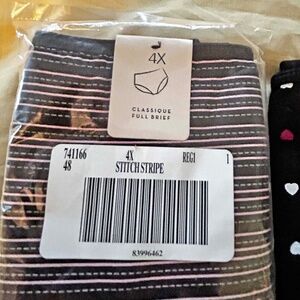 4X
CLASSIQUE
FULL BRIEF
741166 4X REG1 1
48 STITCH STRIPE
83996462